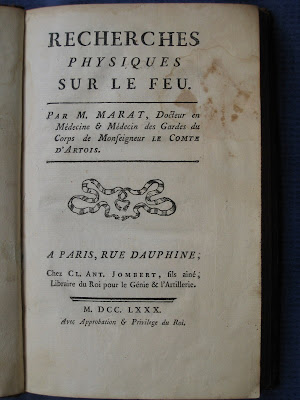 RECHERCHES
PHYSIQUES
SUR LE FEU.
PAR M. MARAT, Docteur en
Médecine & Médecin des Gardes du
Corps de Monseigneur LE COMTE
D'ARTOIS.
A PARIS, RUE DAUPHINE;
Chez CL. ANT. JOMBERT, fils aîné;
Libraire du Roi pour le Génie & l'Artillerie.
M. DCC. LXXX.
Avec Approbation & Privilege du Roi.